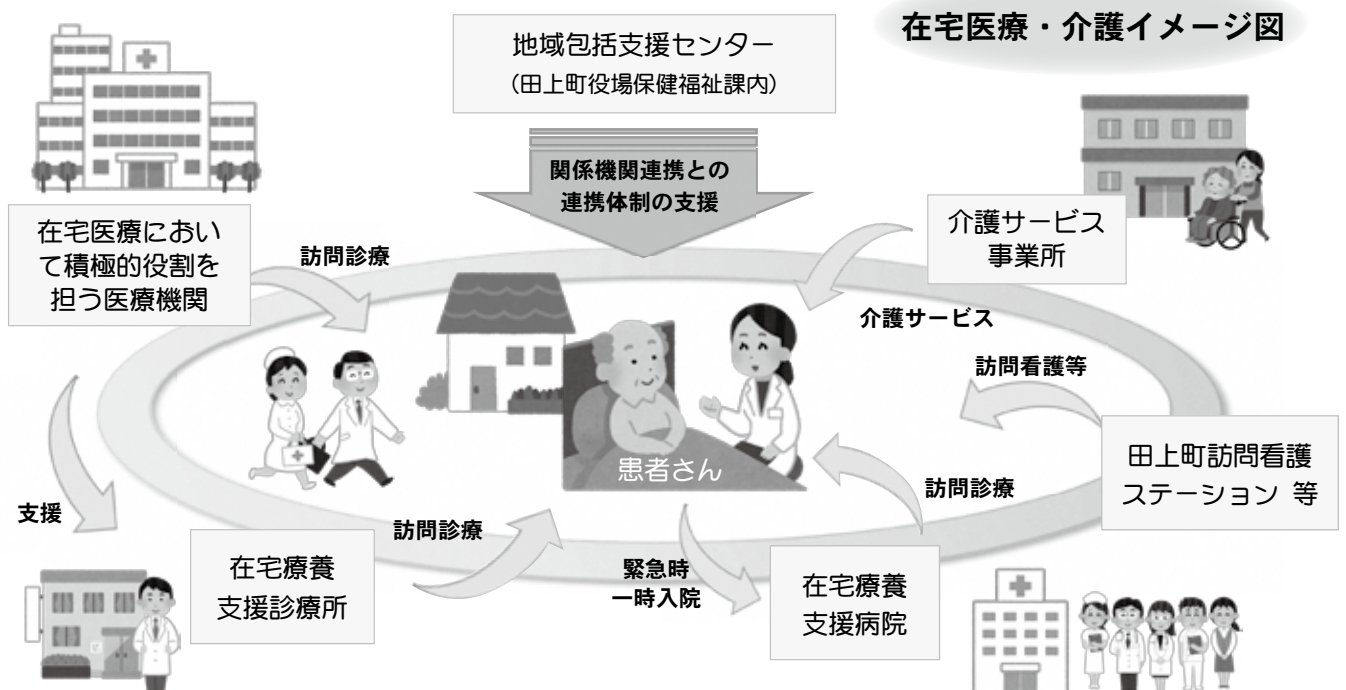 在宅医療・介護イメージ図
地域包括支援センター
（田上町役場保健福祉課内）
関係機関連携との
連携体制の支援
在宅医療におい
て積極的役割を
担う医療機関
訪問診療
介護サービス
事業所
介護サービス
訪問看護等
田上町訪問看護
ステーション 等
患者さん
訪問診療
支援
訪問診療
在宅療養
支援診療所
緊急時
一時入院
在宅療養
支援病院